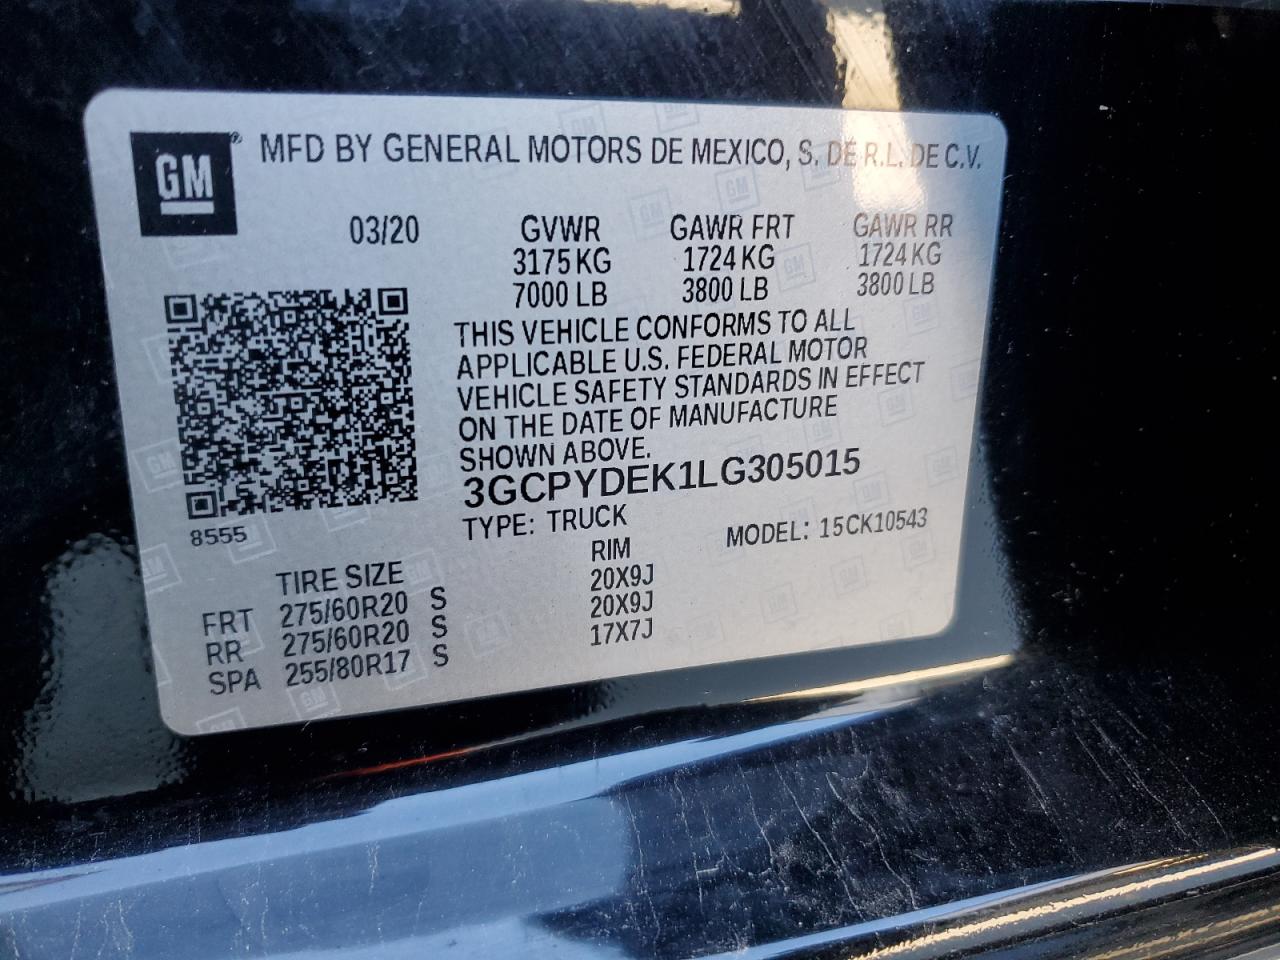 GM® MFD BY GENERAL MOTORS DE MEXICO, S. DE R.L. DE C.V.
03/20 GVWR GAWR FRT GAWR RR
3175 KG 1724 KG 1724 KG
7000 LB 3800 LB 3800 LB
THIS VEHICLE CONFORMS TO ALL
APPLICABLE U.S. FEDERAL MOTOR
VEHICLE SAFETY STANDARDS IN EFFECT
ON THE DATE OF MANUFACTURE
SHOWN ABOVE.
3GCPYDEK1LG305015
8555
TYPE: TRUCK MODEL: 15CK10543
TIRE SIZE RIM
FRT 275/60R20 S 20X9J
RR 275/60R20 S 20X9J
SPA 255/80R17 S 17X7J